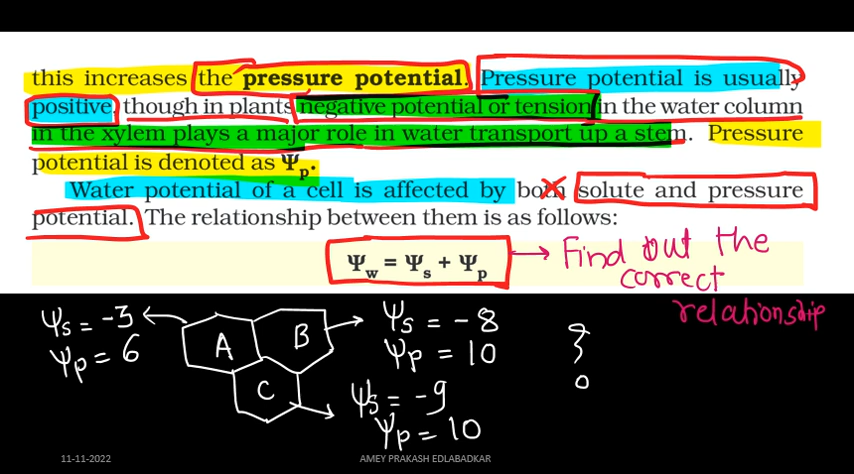 this increases the pressure potential. Pressure potential is usually
positive, though in plants negative potential or tension in the water column
in the xylem plays a major role in water transport up a stem. Pressure
potential is denoted as Ψp.
Water potential of a cell is affected by both solute and pressure
potential. The relationship between them is as follows:
Ψw = Ψs + Ψp
Find out the
correct
relationship
Ψs = -3
Ψp = 6
A
B
C
Ψs = -8
Ψp = 10
Ψs = -9
Ψp = 10
?
11-11-2022
AMEY PRAKASH EDLABADKAR